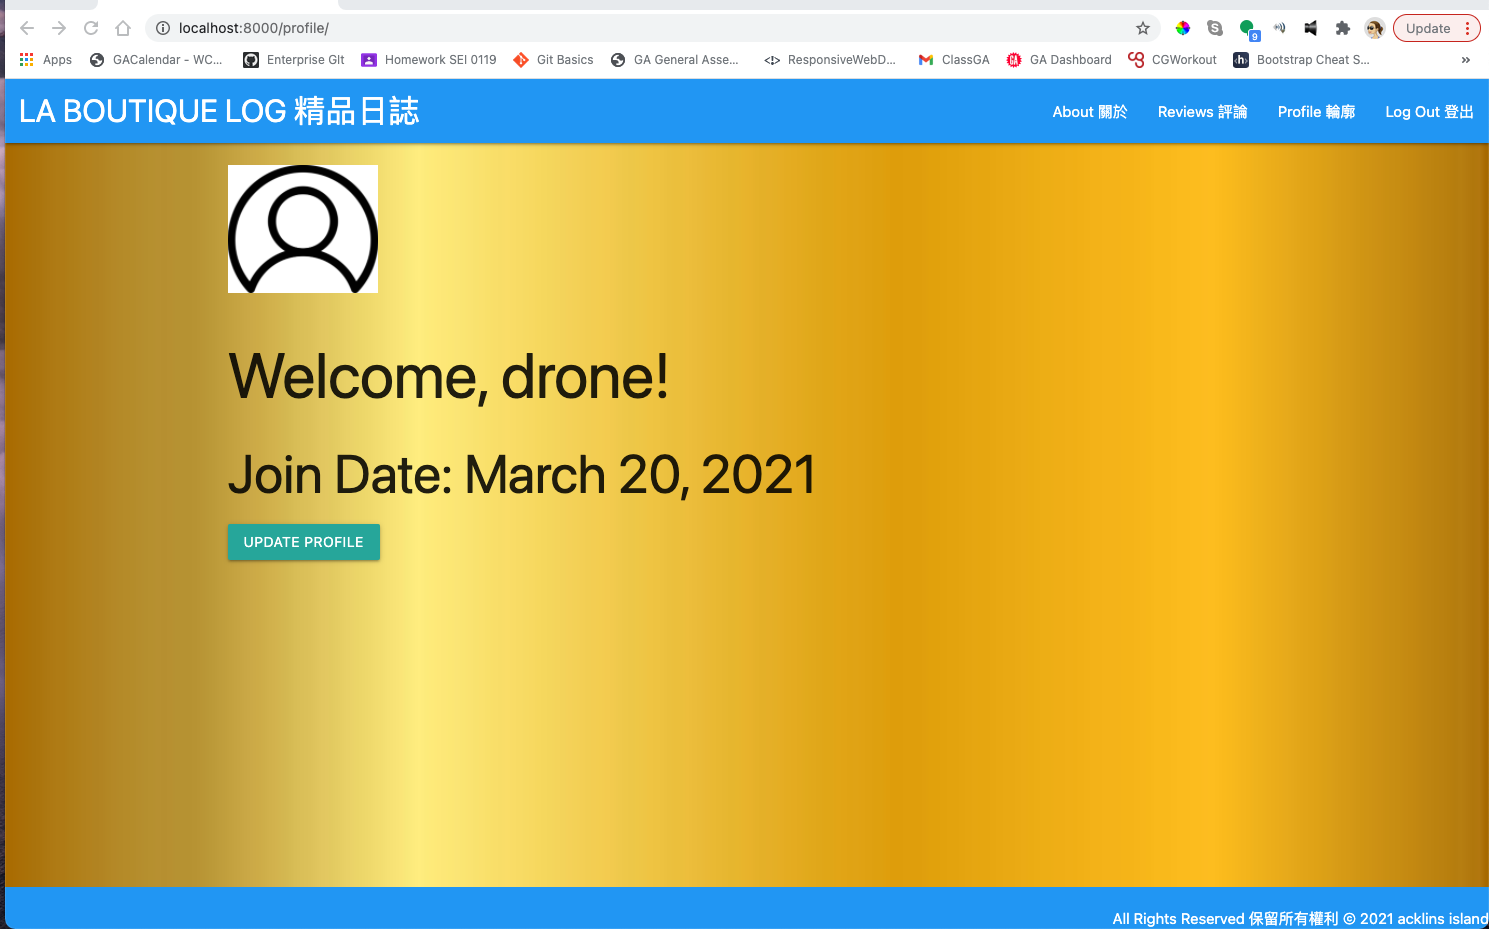 localhost:8000/profile/
Update
9
Apps
GACalendar - WC...
Enterprise GIt
Homework SEI 0119
Git Basics
GA General Asse...
ResponsiveWebD...
ClassGA
GA
GA Dashboard
CGWorkout
h
Bootstrap Cheat S...
»
LA BOUTIQUE LOG 精品日誌
About 關於
Reviews 評論
Profile 輪廓
Log Out 登出
Welcome, drone!
Join Date: March 20, 2021
UPDATE PROFILE
All Rights Reserved 保留所有權利 © 2021 acklins island